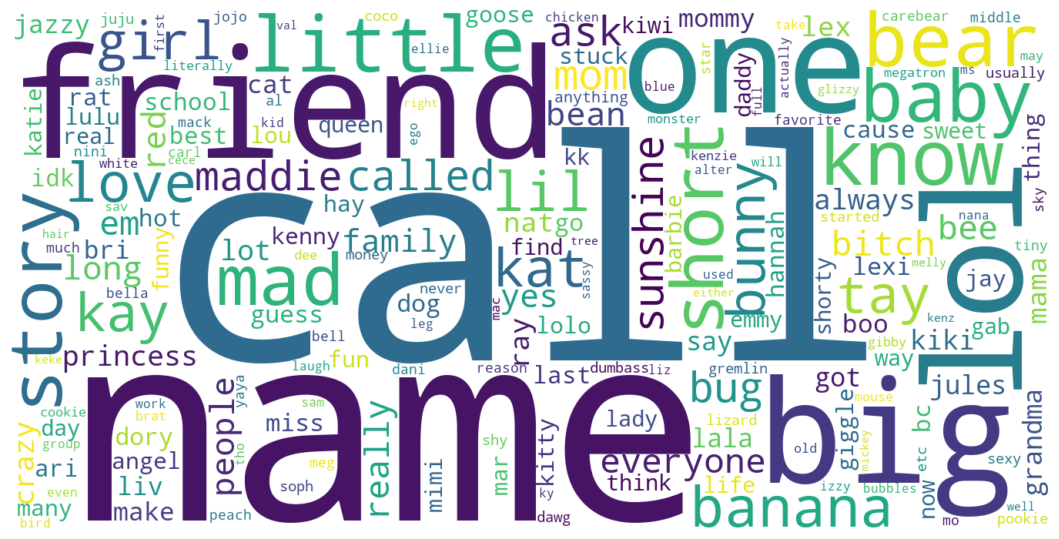 jazzy juju jojo val coco goose ask kiwi mommy lex carebear middle
first girl little chicken take bear may
literally ellie stuck mom one star actually megatron ms usually
friend
ash cat al right anything daddy full blue glizzy baby
katie rat school kid queen bean monster favorite
lulu red best lou ego kk cause sweet thing
real mack carl know
nini white cece kenzie
idk love maddie called lil sunshine short alter will always sky
sav em hot hay natgo barbie bunny hannah started bitch bee nana tiny
hair lot kenny family find tree lexi melly mama
much bri funny dee money kat sassy used shorty jay
story long mad call lol
bella never yes either tay
kay guess dog leg mac lolo emmy boo kenz gab
bell ray say gibby kiki
keke princess fun laugh dani reason last dumbass liz gremlin way
cookie work yaya sam bug got mouse jules
crazy day brat people miss name shy kitty lady lizard lala big giggle old mickey bc grandma
group dory tho really mar everyone sexy
ari angel meg mimi think life izzy etc
even liv soph ky bubbles now well
many make peach dawg banana mo pookie
bird